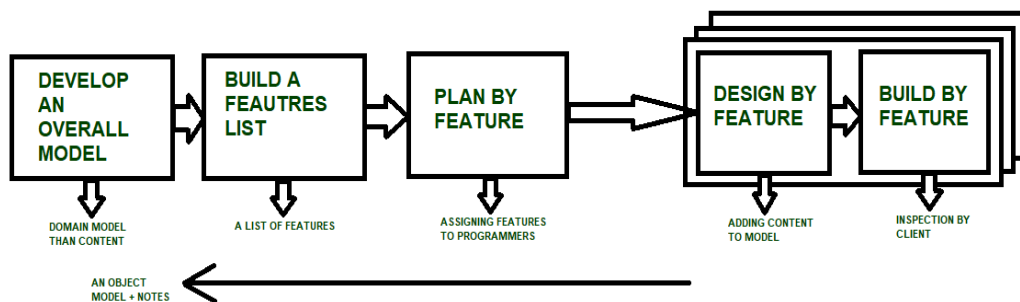 DEVELOP
AN
OVERALL
MODEL
BUILD A
FEAUTRES
LIST
PLAN BY
FEATURE
DESIGN BY
FEATURE
BUILD BY
FEATURE
DOMAIN MODEL
THAN CONTENT
A LIST OF FEATURES
ASSIGNING FEATURES
TO PROGRAMMERS
ADDING CONTENT
TO MODEL
INSPECTION BY
CLIENT
AN OBJECT
MODEL + NOTES